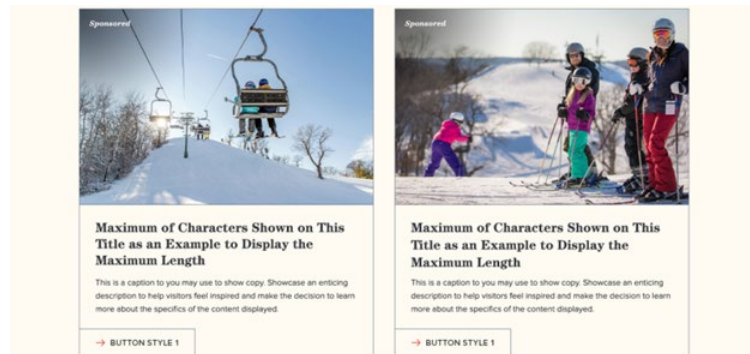 Sponsored
Maximum of Characters Shown on This
Title as an Example to Display the
Maximum Length
This is a caption to you may use to show copy. Showcase an enticing
description to help visitors feel inspired and make the decision to learn
more about the specifics of the content displayed.
→ BUTTON STYLE 1
Sponsored
Maximum of Characters Shown on This
Title as an Example to Display the
Maximum Length
This is a caption to you may use to show copy. Showcase an enticing
description to help visitors feel inspired and make the decision to learn
more about the specifics of the content displayed.
→ BUTTON STYLE 1